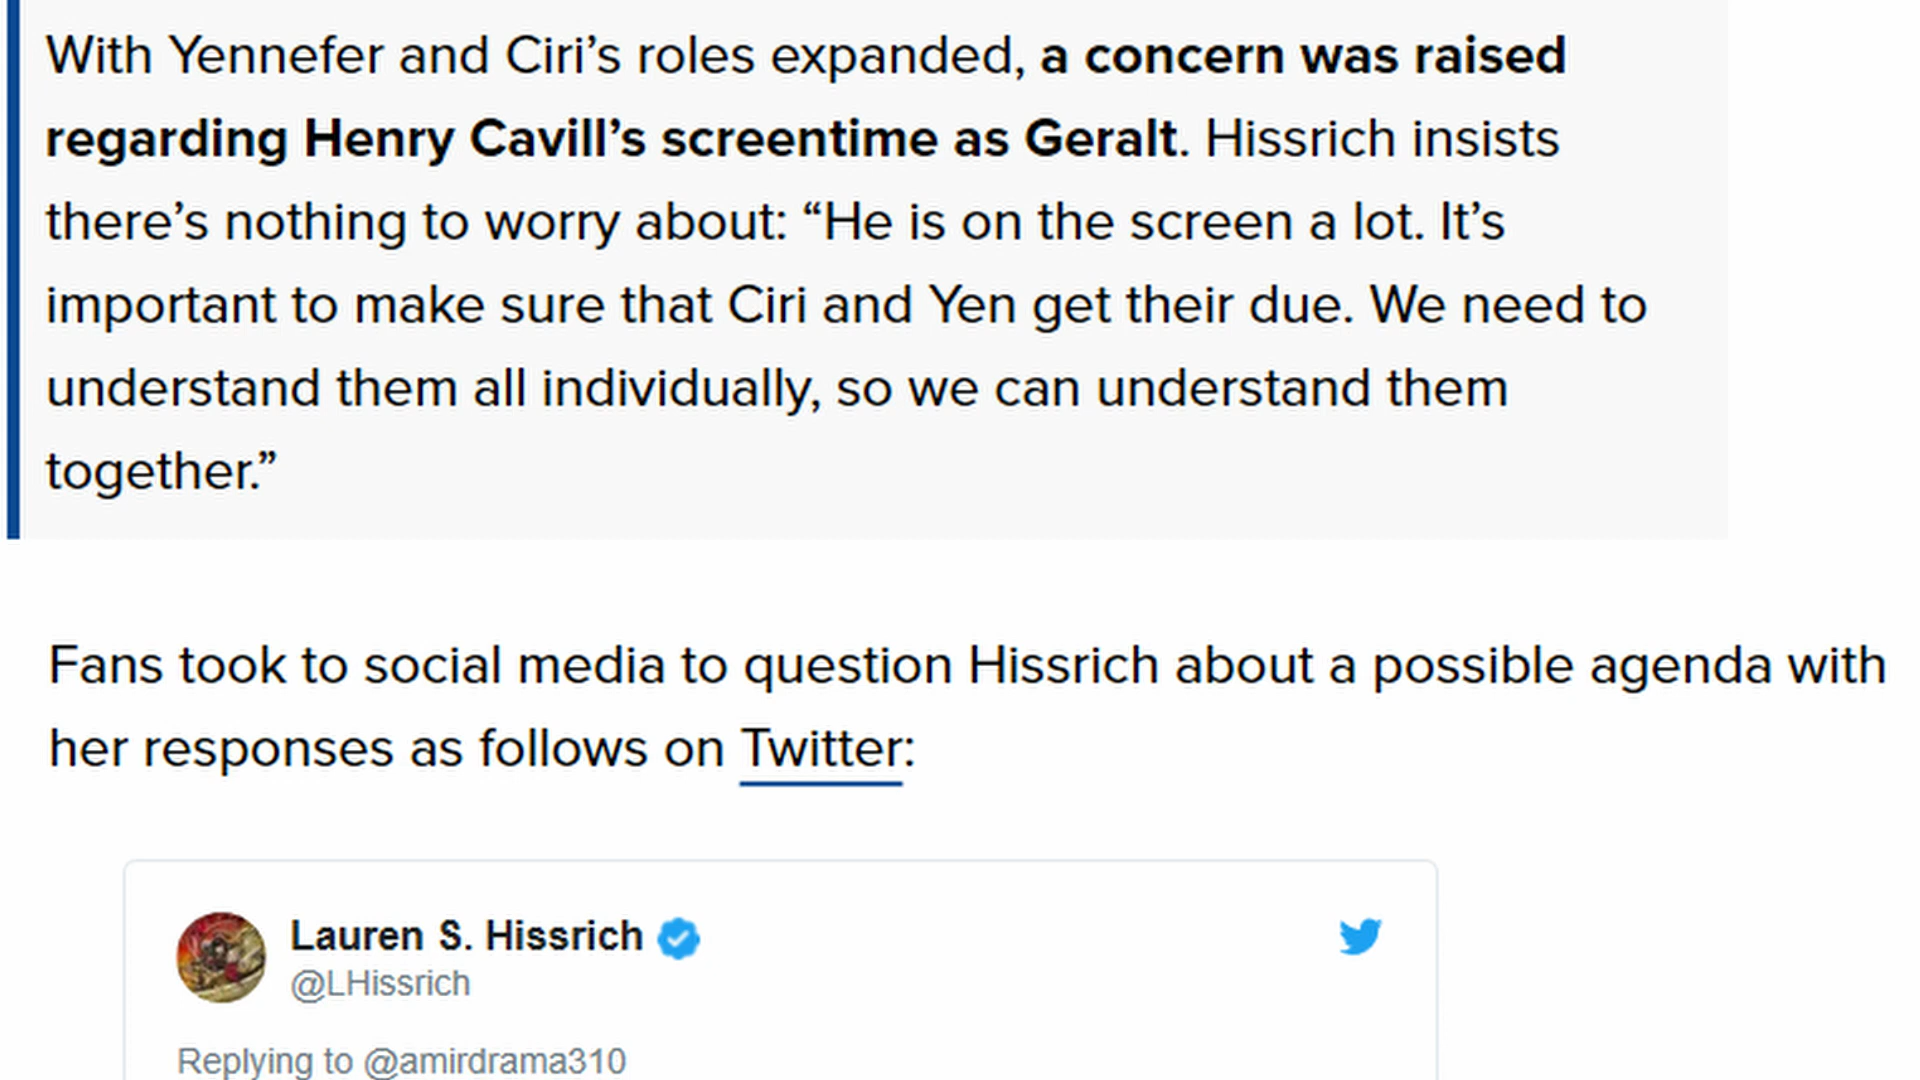 With Yennefer and Ciri’s roles expanded, a concern was raised
regarding Henry Cavill’s screentime as Geralt. Hissrich insists
there’s nothing to worry about: “He is on the screen a lot. It’s
important to make sure that Ciri and Yen get their due. We need to
understand them all individually, so we can understand them
together.”
Fans took to social media to question Hissrich about a possible agenda with
her responses as follows on Twitter:
Lauren S. Hissrich
@LHissrich
Replying to @amirdrama310